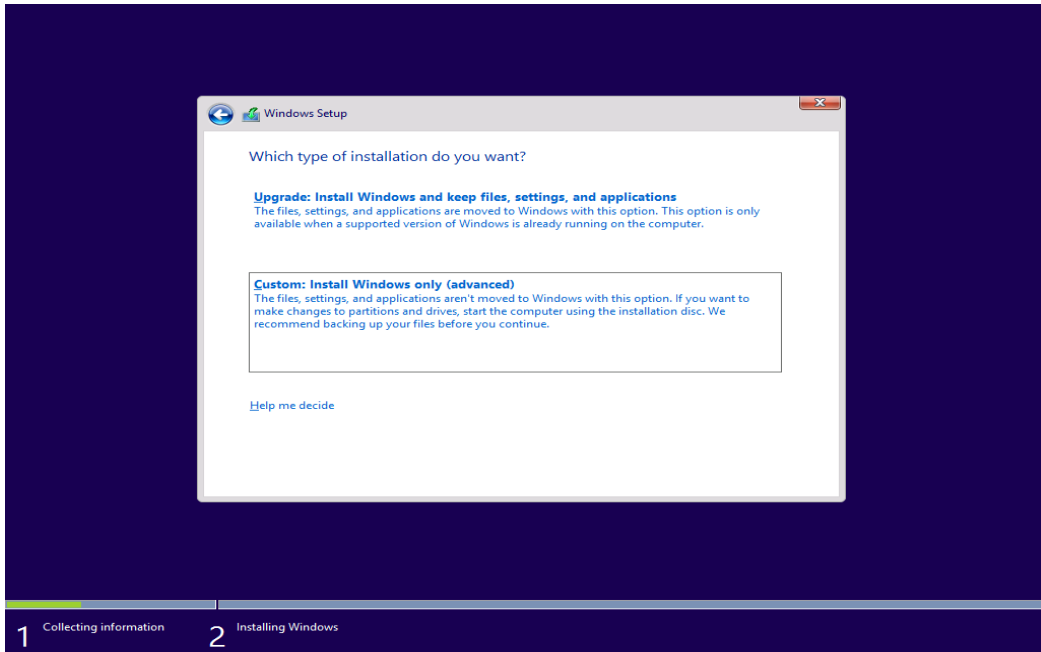 Windows Setup
Which type of installation do you want?
Upgrade: Install Windows and keep files, settings, and applications
The files, settings, and applications are moved to Windows with this option. This option is only
available when a supported version of Windows is already running on the computer.
Custom: Install Windows only (advanced)
The files, settings, and applications aren't moved to Windows with this option. If you want to
make changes to partitions and drives, start the computer using the installation disc. We
recommend backing up your files before you continue.
Help me decide
1 Collecting information
2 Installing Windows